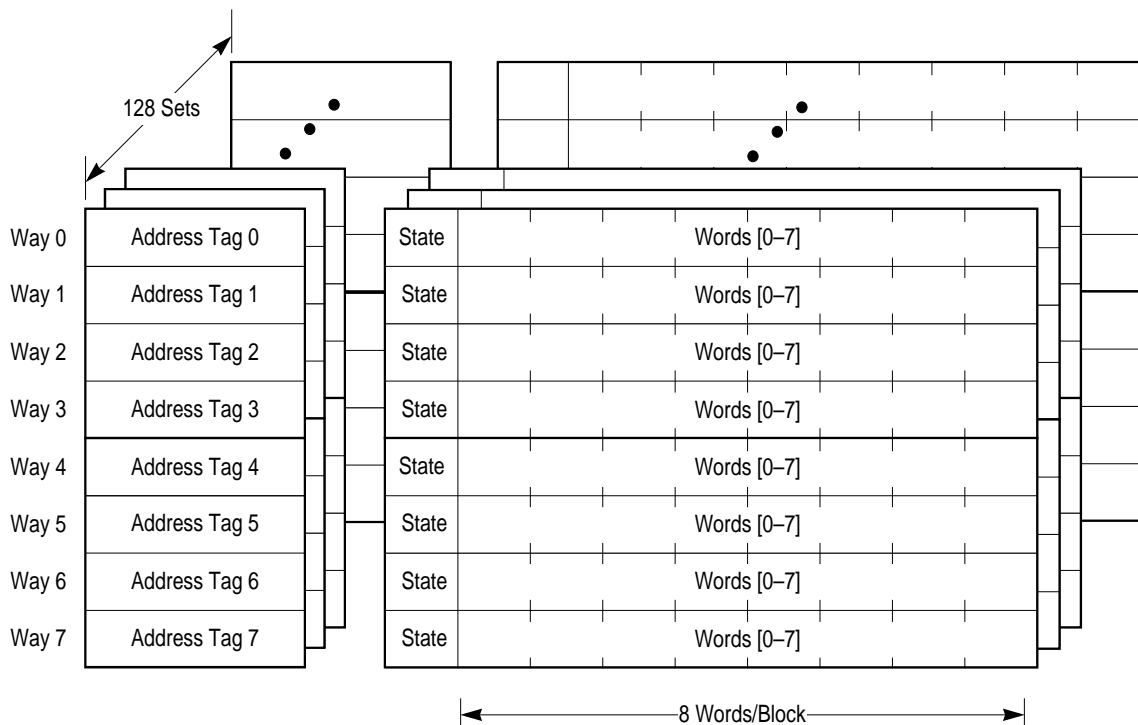 128 Sets
Way 0 Address Tag 0 State Words [0–7]
Way 1 Address Tag 1 State Words [0–7]
Way 2 Address Tag 2 State Words [0–7]
Way 3 Address Tag 3 State Words [0–7]
Way 4 Address Tag 4 State Words [0–7]
Way 5 Address Tag 5 State Words [0–7]
Way 6 Address Tag 6 State Words [0–7]
Way 7 Address Tag 7 State Words [0–7]
8 Words/Block